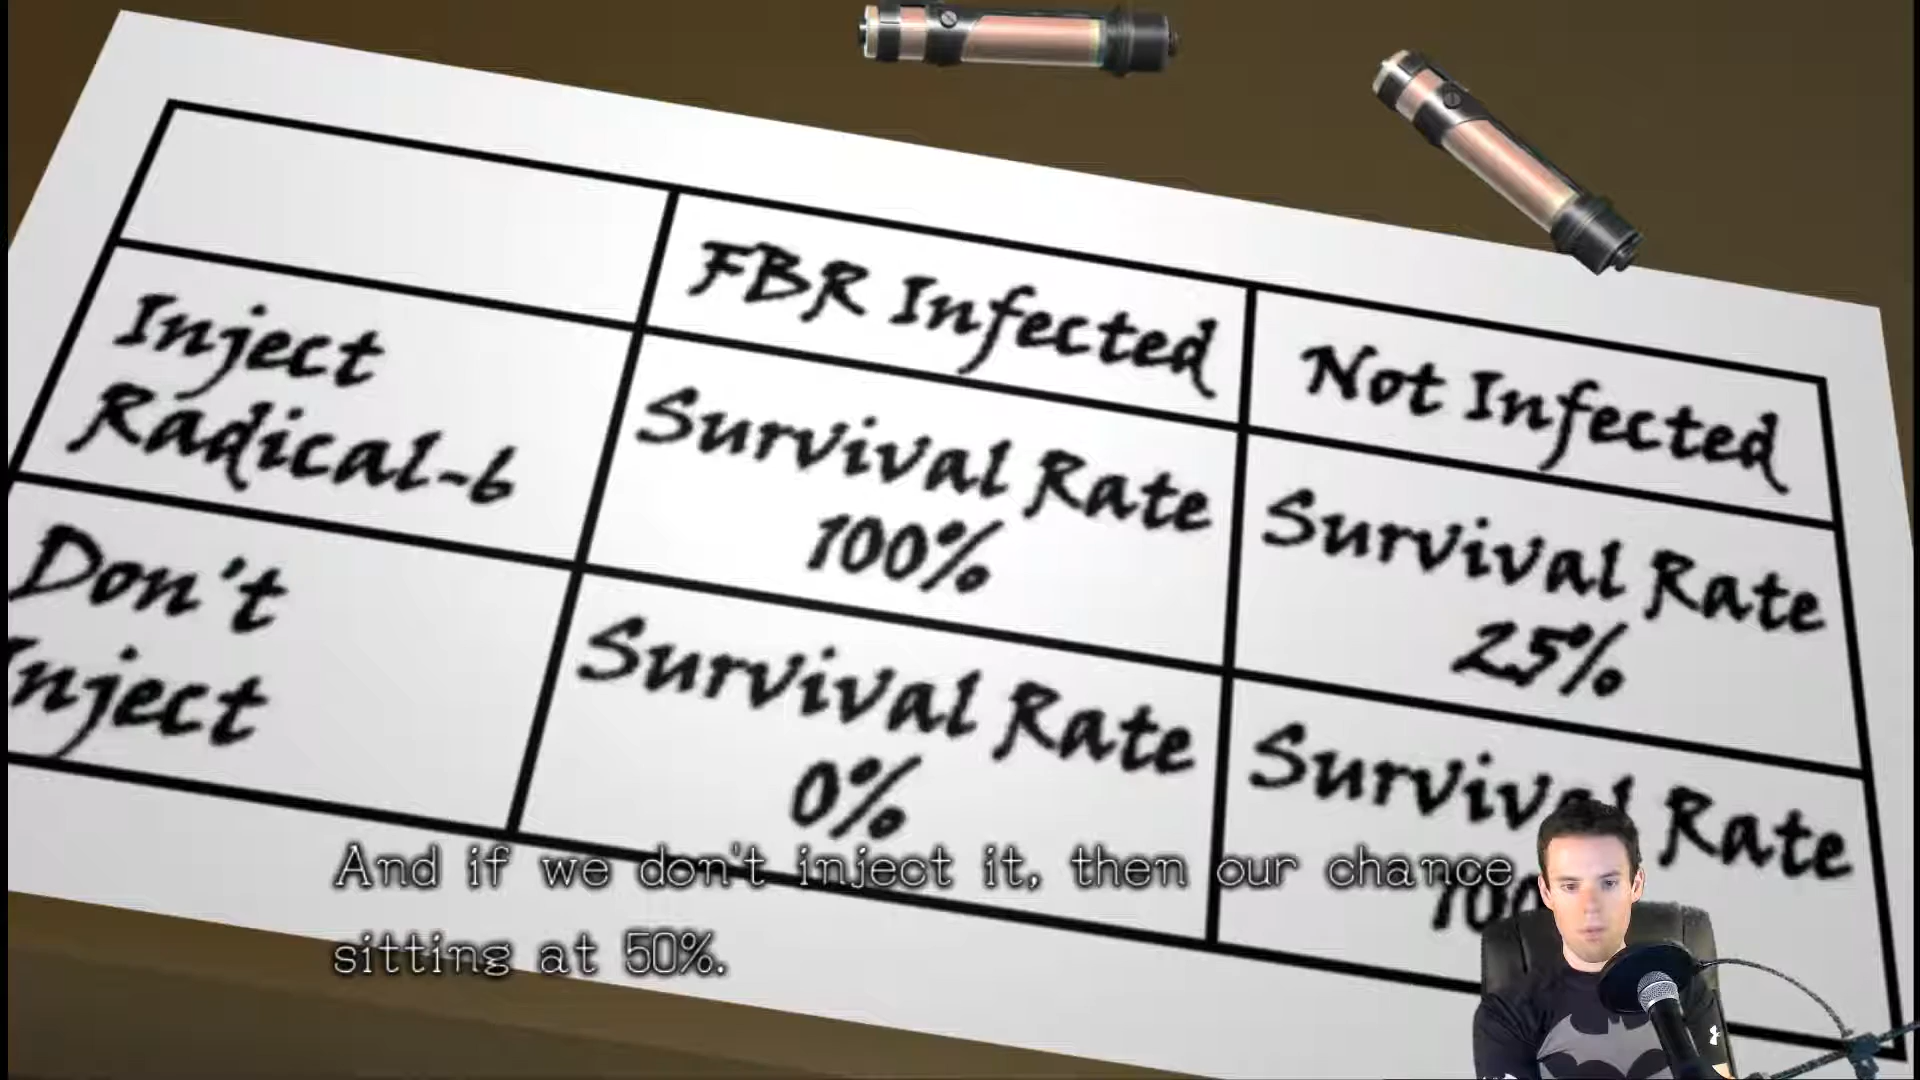 FBR Infected
Not Infected
Inject
Radical-6
Survival Rate
100%
Survival Rate
25%
Don't
Inject
Survival Rate
0%
Survival Rate
And if we don't inject it, then our chance
sitting at 50%.